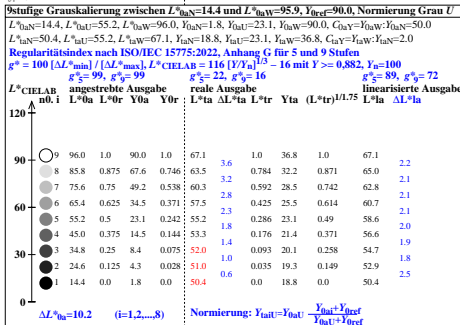 9stufige Graukalierung zwischen L*0aN=14.4 und L*0aW=95.9, Y0ref=90.0, Normierung Grau U
L*0aN=14.4, L*0aU=55.2, L*0aW=96.0, Y0aN=1.8, Y0aU=23.1, Y0aW=90.0, C0aY=Y0aW:Y0aN=50.0
L*taN=50.4, L*taU=55.2, L*taW=67.1, YtaN=18.8, YtaU=23.1, YtaW=36.8, CtaY=YtaW:YtaN=2.0
Regularitätsindex nach ISO/IEC 15775:2022, Anhang G für 5 und 9 Stufen
g* = 100 [ΔL*min] / [ΔL*max], L*CIELAB = 116 [Y/Yn]1/3 − 16 mit Y >= 0,882, Yn=100
g*5= 99, g*9= 99 g*5= 22, g*9= 16 g*5= 89, g*9= 72
L*CIELAB angestrebte Ausgabe reale Ausgabe linearisierte Ausgabe
n0. i L*0a L*0r Y0a Y0r L*ta ΔL*ta L*tr Yta (L*tr)1/1.75 L*la ΔL*la
120
9 96.0 1.0 90.0 1.0 67.1 1.0 36.8 1.0 67.1
3.6 2.2
8 85.8 0.875 67.6 0.746 63.5 0.784 32.2 0.871 65.0
90
3.2 2.1
7 75.6 0.75 49.2 0.538 60.3 0.592 28.5 0.742 62.8
2.8 2.1
6 65.4 0.625 34.5 0.371 57.5 0.425 25.5 0.614 60.7
2.3 2.1
60
5 55.2 0.5 23.1 0.242 55.2 0.286 23.1 0.49 58.6
1.8 2.0
4 45.0 0.375 14.5 0.144 53.3 0.176 21.4 0.371 56.6
1.4 1.9
3 34.8 0.25 8.4 0.075 52.0 0.093 20.1 0.258 54.7
30
1.0 1.8
2 24.6 0.125 4.3 0.028 51.0 0.035 19.3 0.149 52.9
0.6 2.5
1 14.4 0.0 1.8 0.0 50.4 0.0 18.8 0.0 50.4
0
ΔL*0a=10.2 (i=1,2,...,8) Normierung: YtaiU=Y0aU Y0ai+Y0ref
Y0aU+Y0ref